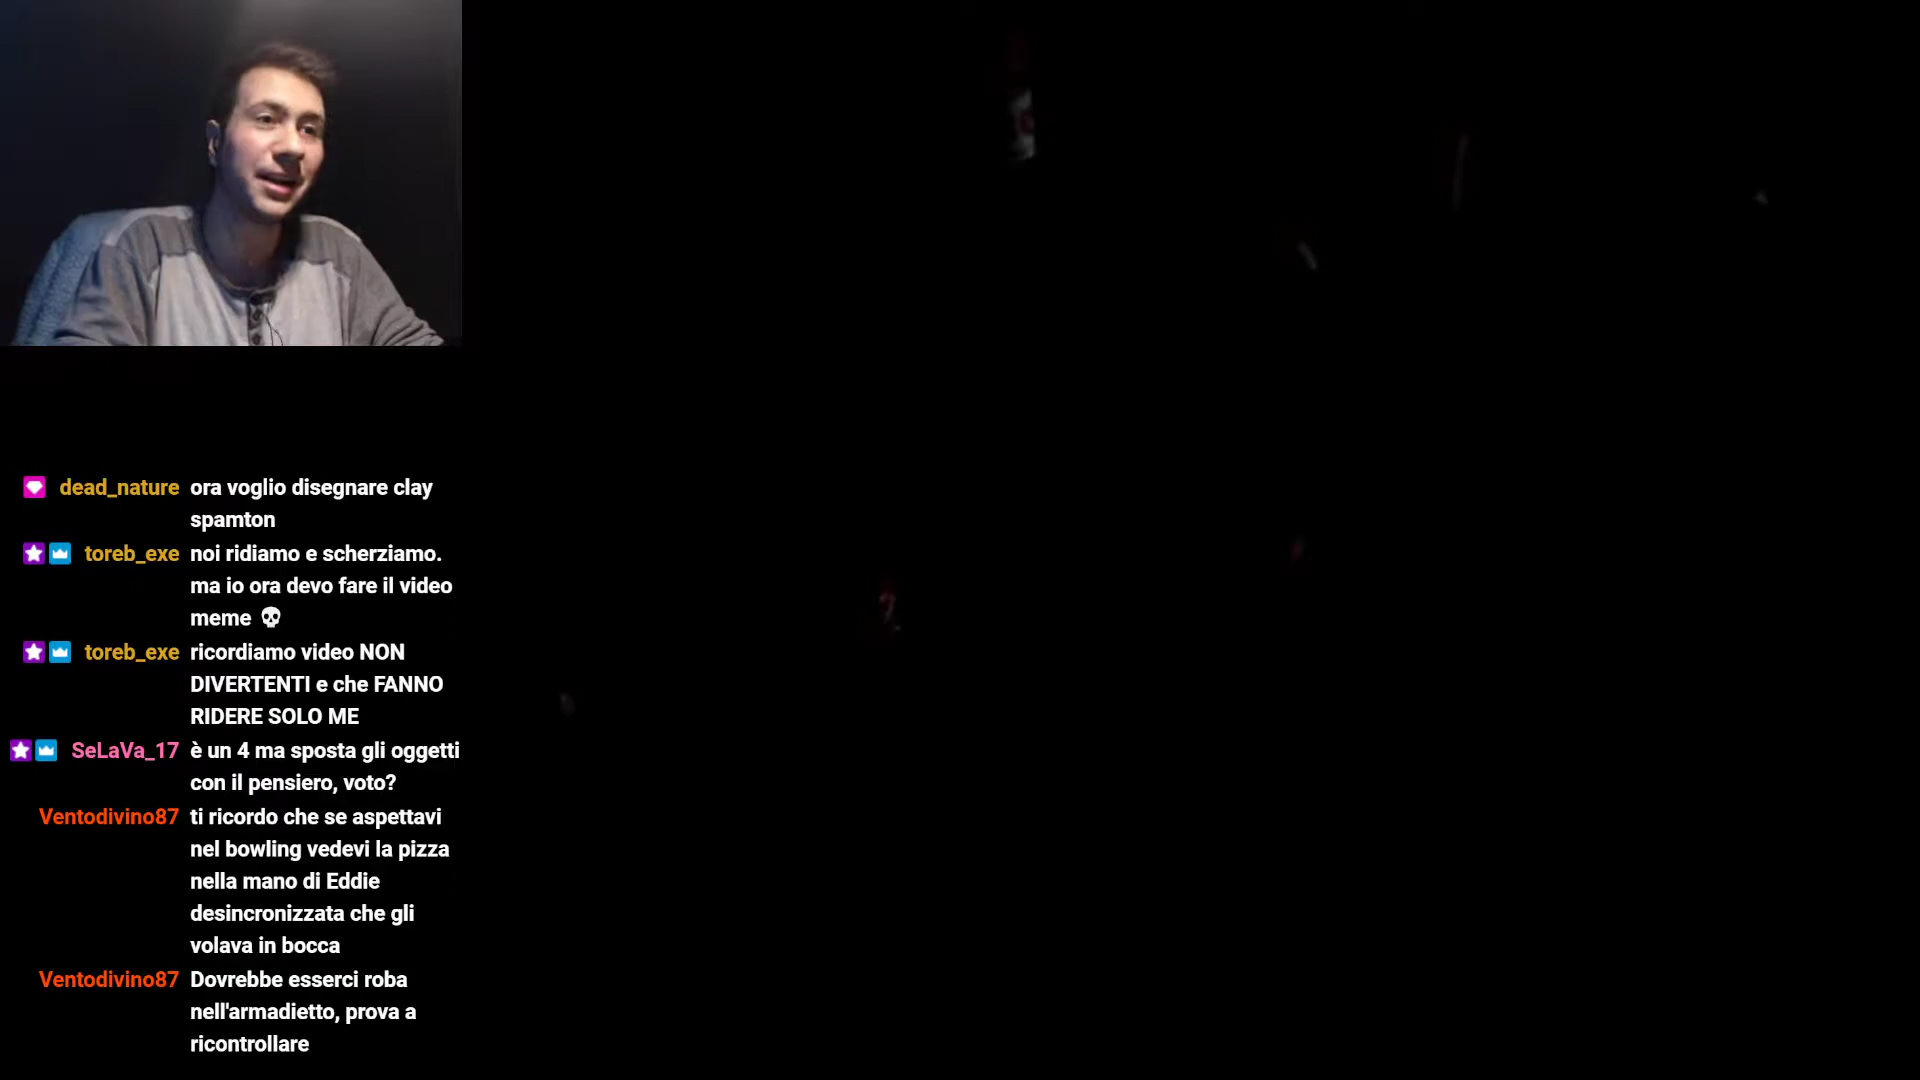 dead_nature ora voglio disegnare clay
spamton
toreb_exe noi ridiamo e scherziamo.
ma io ora devo fare il video
meme 💀
toreb_exe ricordiamo video NON
DIVERTENTI e che FANNO
RIDERE SOLO ME
SeLaVa_17 è un 4 ma sposta gli oggetti
con il pensiero, voto?
Ventodivino87 ti ricordo che se aspettavi
nel bowling vedevi la pizza
nella mano di Eddie
desincronizzata che gli
volava in bocca
Ventodivino87 Dovrebbe esserci roba
nell'armadietto, prova a
ricontrollare